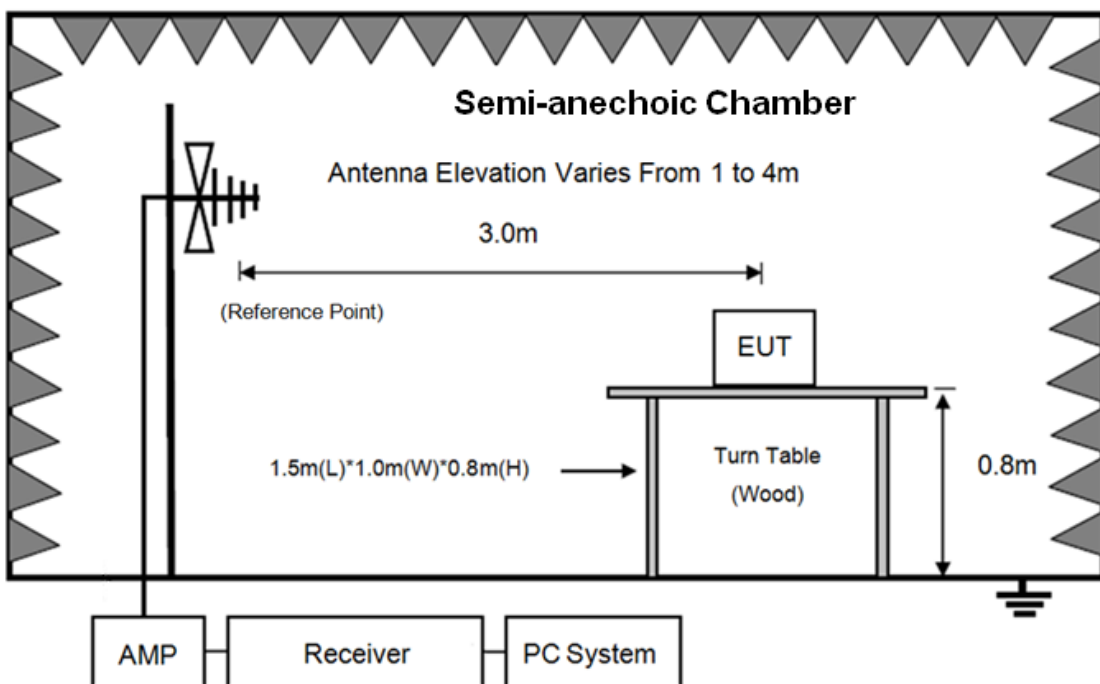 Semi-anechoic Chamber
Antenna Elevation Varies From 1 to 4m
3.0m
(Reference Point)
EUT
1.5m(L)*1.0m(W)*0.8m(H)
Turn Table
(Wood)
0.8m
AMP
Receiver
PC System